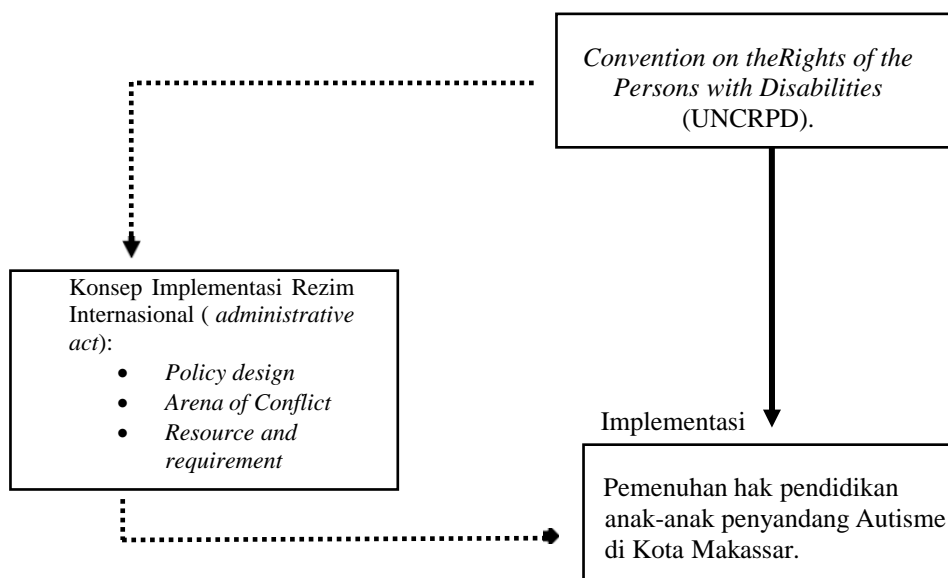 Convention on theRights of the
Persons with Disabilities
(UNCRPD).
Konsep Implementasi Rezim
Internasional ( administrative
act):
• Policy design
• Arena of Conflict
• Resource and
requirement
Implementasi
Pemenuhan hak pendidikan
anak-anak penyandang Autisme
di Kota Makassar.